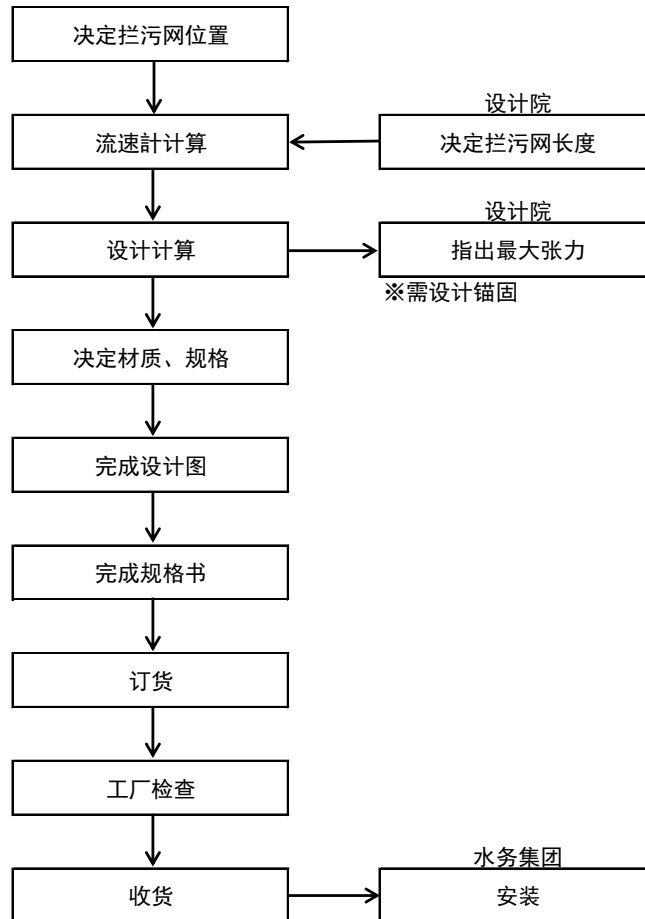 决定拦污网位置
设计院
流速計计算
决定拦污网长度
设计院
设计计算
指出最大张力
※需设计锚固
决定材质、规格
完成设计图
完成规格书
订货
工厂检查
水务集团
收货
安装